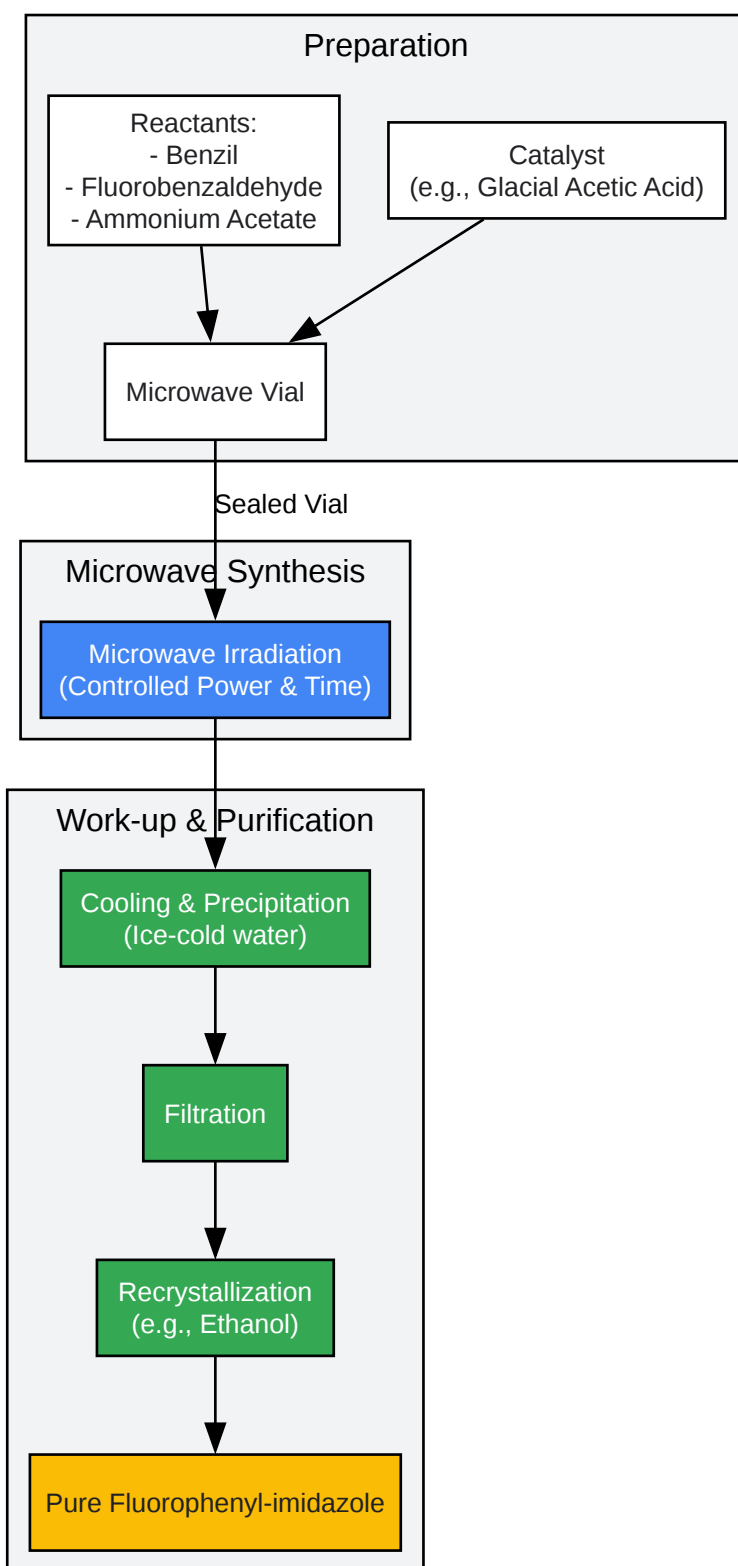 Preparation
Reactants:
- Benzil
- Fluorobenzaldehyde
- Ammonium Acetate
Catalyst
(e.g., Glacial Acetic Acid)
Microwave Vial
Sealed Vial
Microwave Synthesis
Microwave Irradiation
(Controlled Power & Time)
Work-up & Purification
Cooling & Precipitation
(Ice-cold water)
Filtration
Recrystallization
(e.g., Ethanol)
Pure Fluorophenyl-imidazole